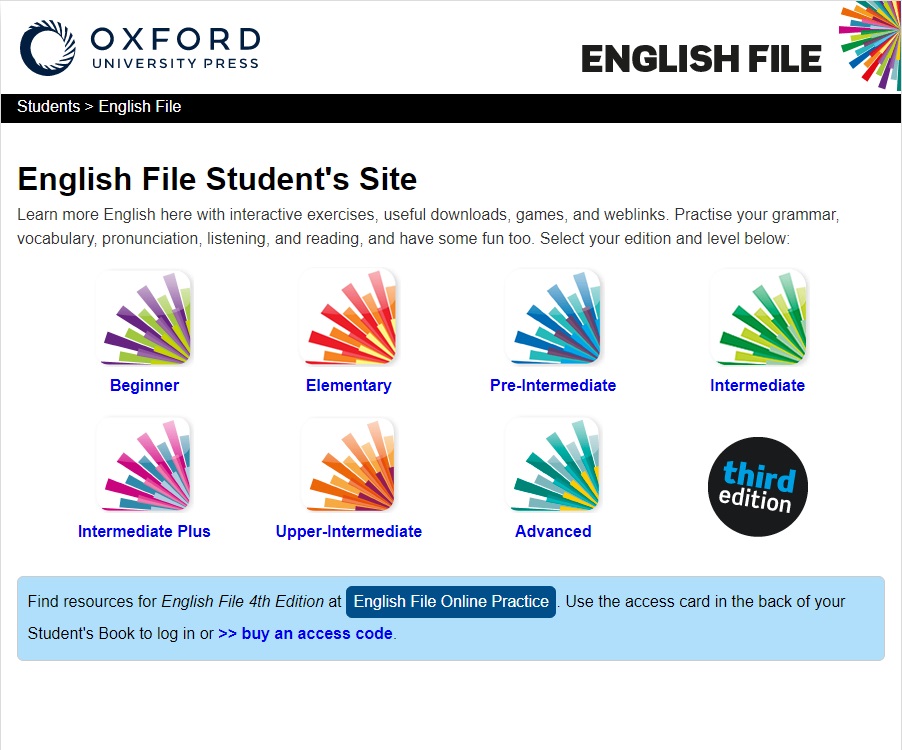 OXFORD
UNIVERSITY PRESS
ENGLISH FILE
Students > English File
English File Student's Site
Learn more English here with interactive exercises, useful downloads, games, and weblinks. Practise your grammar,
vocabulary, pronunciation, listening, and reading, and have some fun too. Select your edition and level below:
Beginner
Elementary
Pre-Intermediate
Intermediate
Intermediate Plus
Upper-Intermediate
Advanced
third
edition
Find resources for English File 4th Edition at English File Online Practice . Use the access card in the back of your
Student's Book to log in or >> buy an access code.